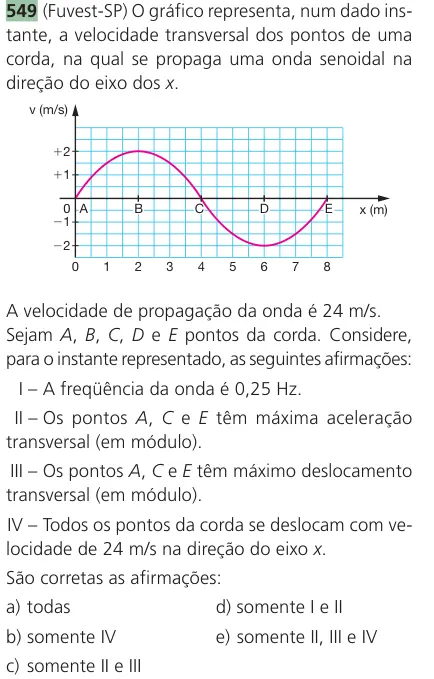 549 (Fuvest-SP) O gráfico representa, num dado ins-
tante, a velocidade transversal dos pontos de uma
corda, na qual se propaga uma onda senoidal na
direção do eixo dos x.
v (m/s)
+2
+1
0 A B C D E x (m)
−1
−2
0 1 2 3 4 5 6 7 8
A velocidade de propagação da onda é 24 m/s.
Sejam A, B, C, D e E pontos da corda. Considere,
para o instante representado, as seguintes afirmações:
I – A freqüência da onda é 0,25 Hz.
II – Os pontos A, C e E têm máxima aceleração
transversal (em módulo).
III – Os pontos A, C e E têm máximo deslocamento
transversal (em módulo).
IV – Todos os pontos da corda se deslocam com ve-
locidade de 24 m/s na direção do eixo x.
São corretas as afirmações:
a) todas d) somente I e II
b) somente IV e) somente II, III e IV
c) somente II e III